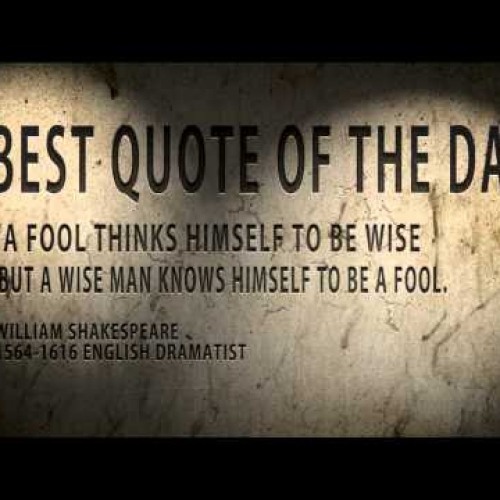 BEST QUOTE OF THE DA
'A FOOL THINKS HIMSELF TO BE WISE
BUT A WISE MAN KNOWS HIMSELF TO BE A FOOL.
WILLIAM SHAKESPEARE
1564-1616 ENGLISH DRAMATIST